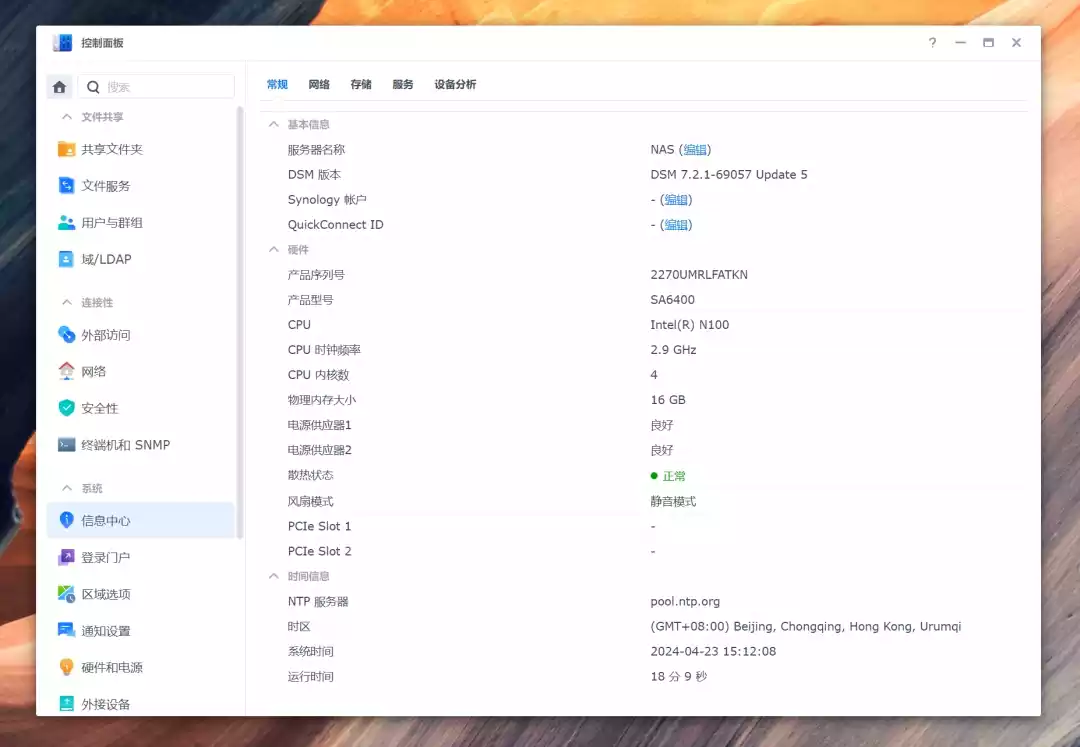 控制面板
搜索
文件共享
共享文件夹
文件服务
用户与群组
域/LDAP
连接性
外部访问
网络
安全性
终端机和 SNMP
系统
信息中心
登录门户
区域选项
通知设置
硬件和电源
外接设备
常规 网络 存储 服务 设备分析
基本信息
服务器名称 NAS (编辑)
DSM 版本 DSM 7.2.1-69057 Update 5
Synology 帐户 - (编辑)
QuickConnect ID - (编辑)
硬件
产品序列号 2270UMRLFATKN
产品型号 SA6400
CPU Intel(R) N100
CPU 时钟频率 2.9 GHz
CPU 内核数 4
物理内存大小 16 GB
电源供应器1 良好
电源供应器2 良好
散热状态 正常
风扇模式 静音模式
PCIe Slot 1 -
PCIe Slot 2 -
时间信息
NTP 服务器 pool.ntp.org
时区 (GMT+08:00) Beijing, Chongqing, Hong Kong, Urumqi
系统时间 2024-04-23 15:12:08
运行时间 18 分 9 秒